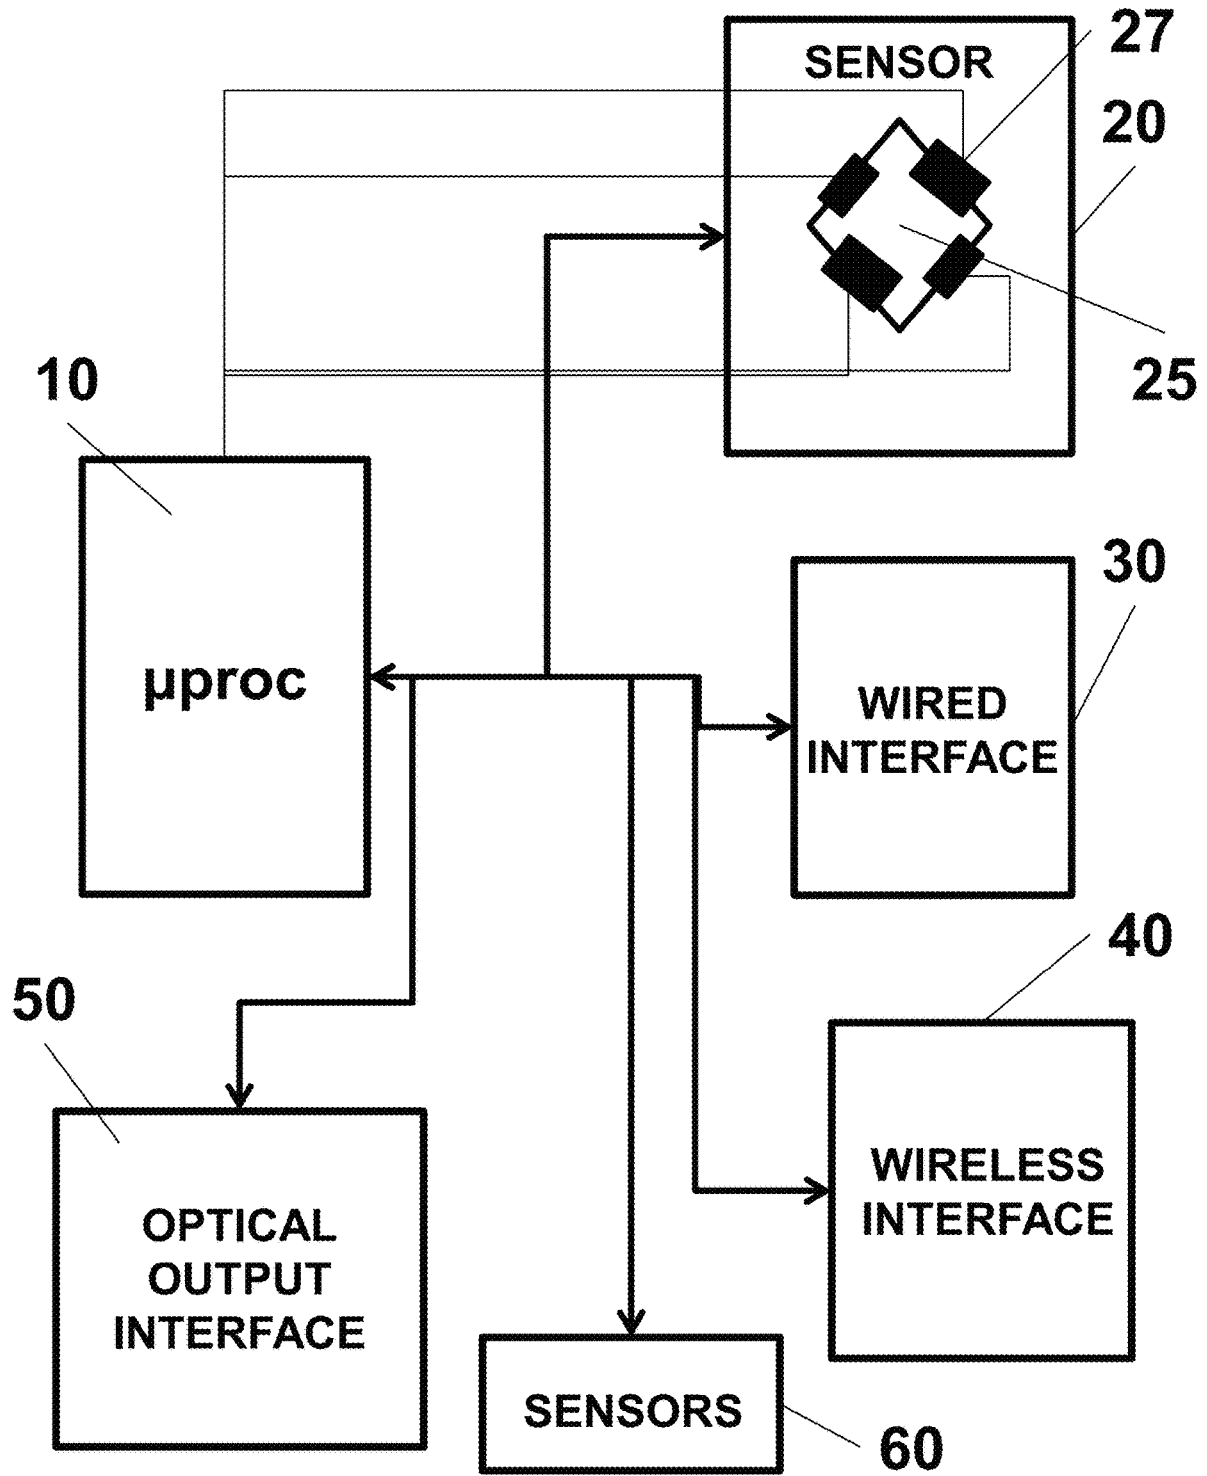 27
SENSOR
20
25
10
30
µproc
WIRED
INTERFACE
40
50
WIRELESS
INTERFACE
OPTICAL
OUTPUT
INTERFACE
SENSORS
60